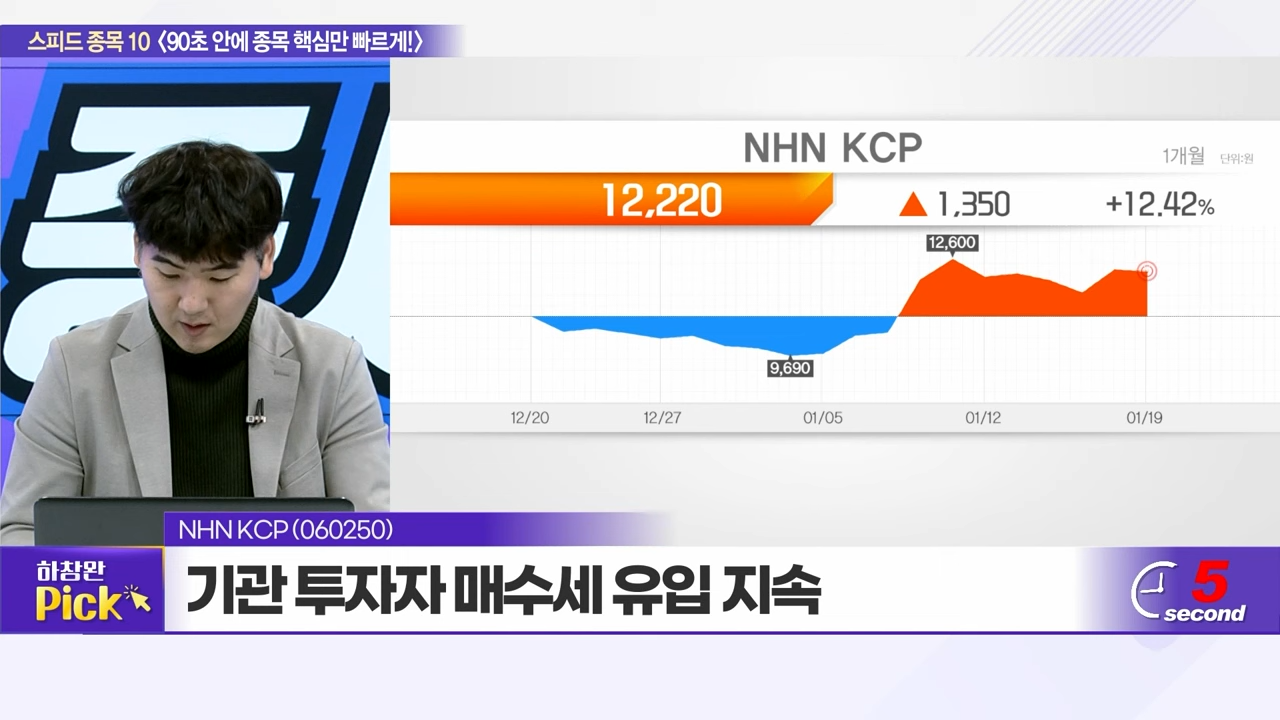 스피드 종목 10 <90초 안에 종목 핵심만 빠르게!>
NHN KCP
1개월 단위:원
12,220 ▲ 1,350 +12.42%
12,600
9,690
12/20 12/27 01/05 01/12 01/19
NHN KCP (060250)
하창완
Pick
기관 투자자 매수세 유입 지속
5
second